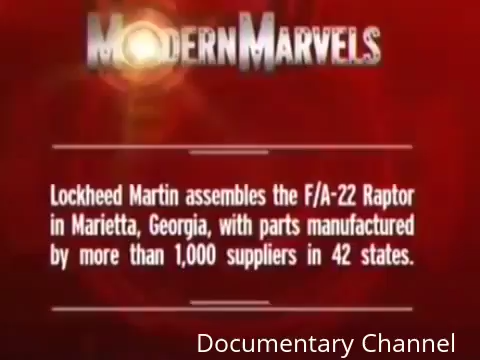 MODERN MARVELS
Lockheed Martin assembles the F/A-22 Raptor
in Marietta, Georgia, with parts manufactured
by more than 1,000 suppliers in 42 states.
Documentary Channel